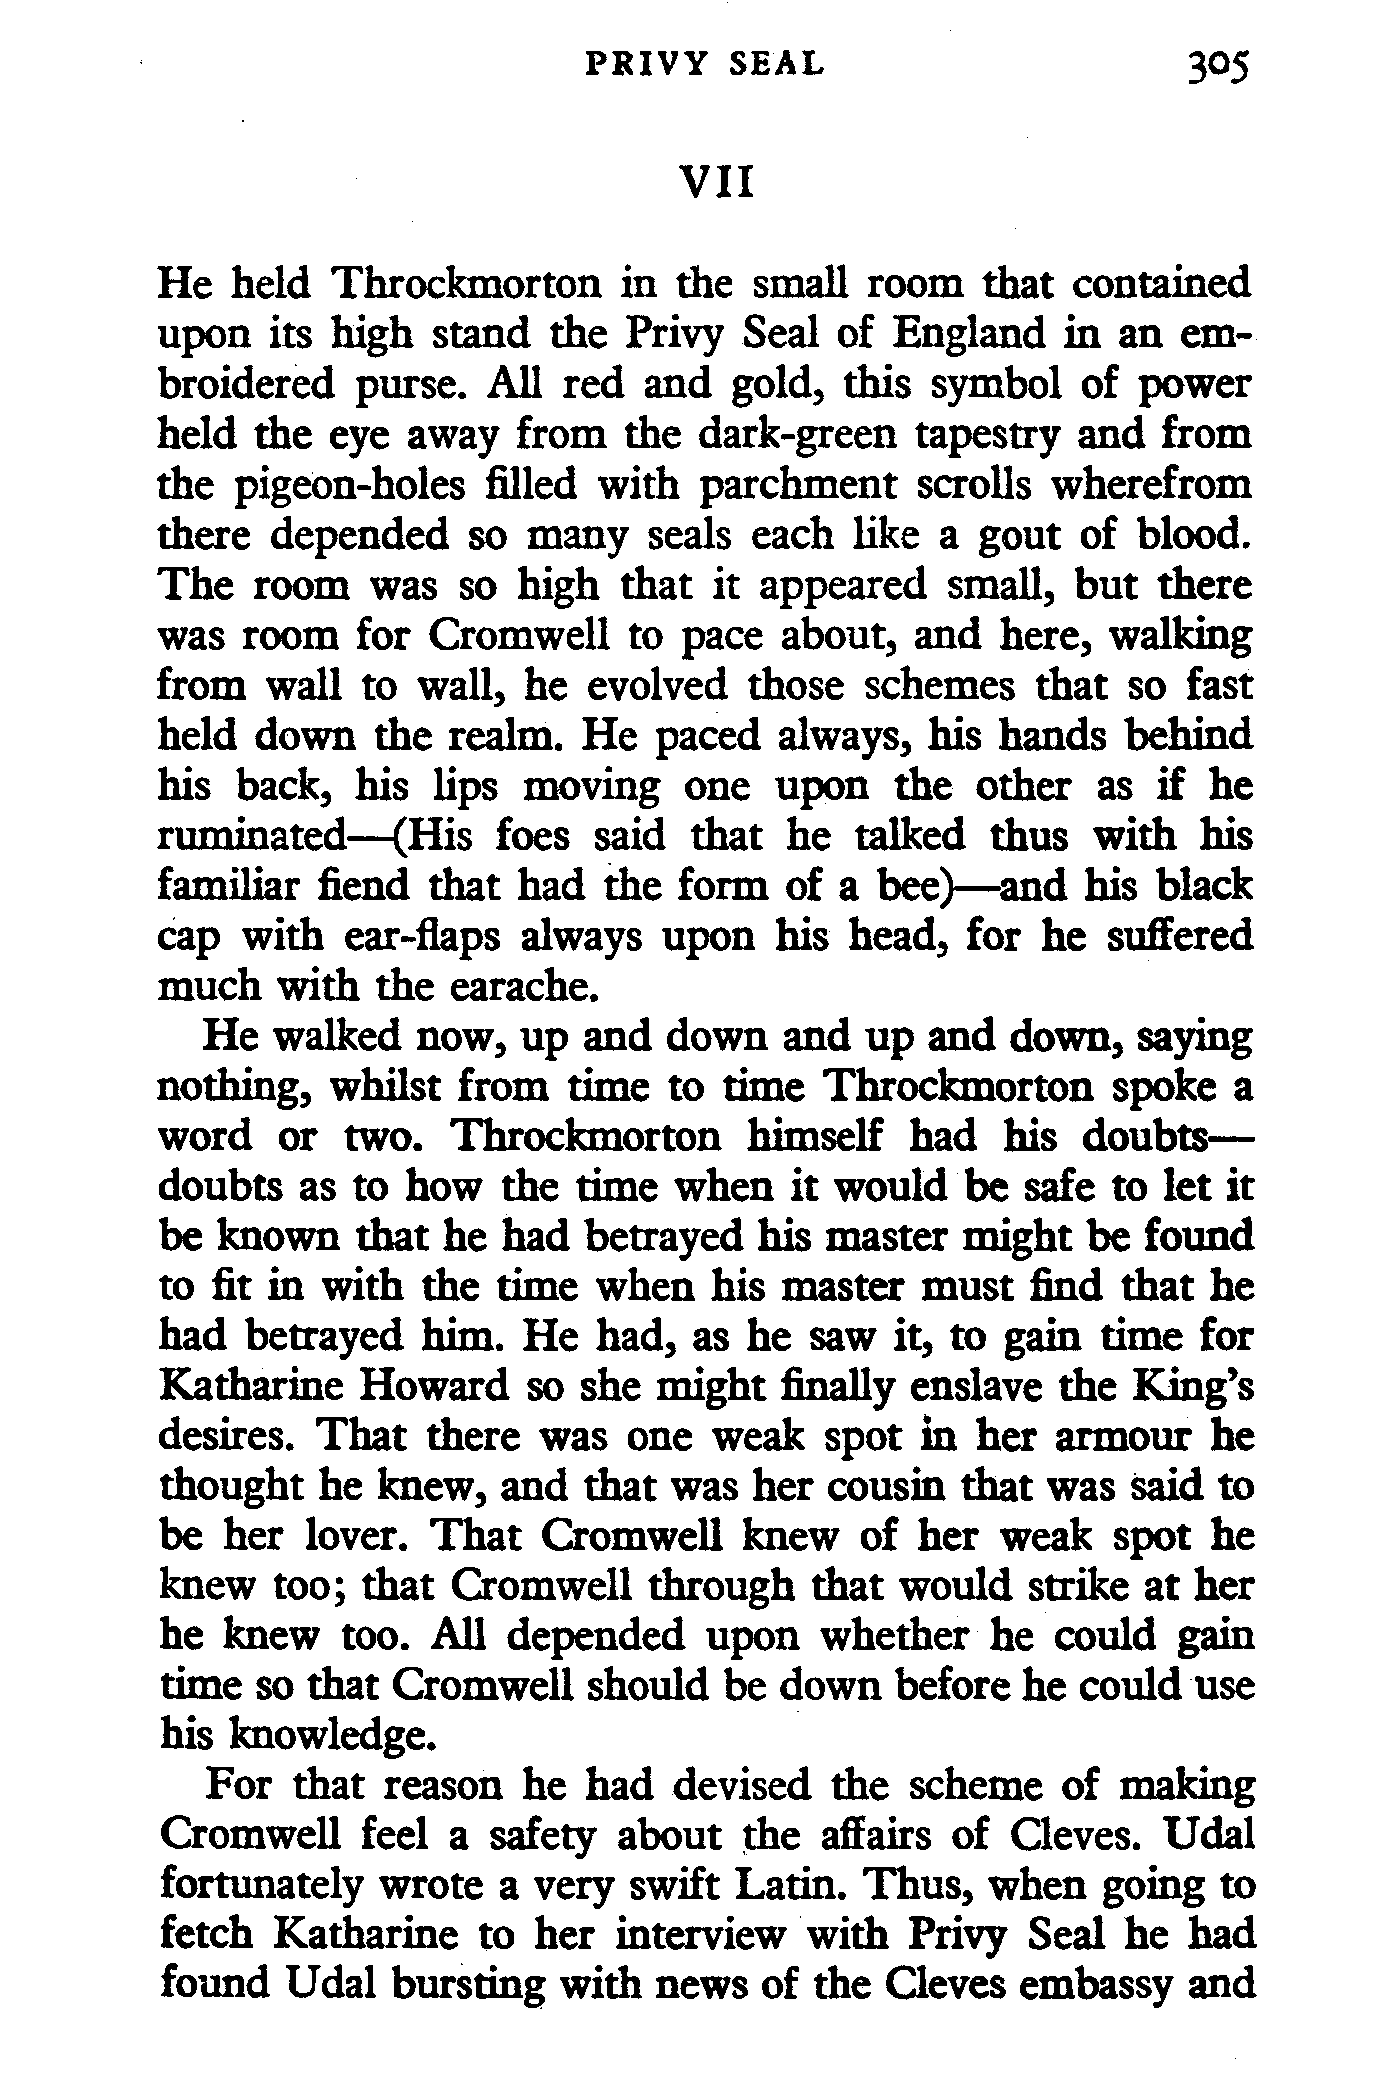 PRIVY SEAL 305
VII
He held Throckmorton in the small room that contained
upon its high stand the Privy Seal of England in an em-
broidered purse. All red and gold, this symbol of power
held the eye away from the dark-green tapestry and from
the pigeon-holes filled with parchment scrolls wherefrom
there depended so many seals each like a gout of blood.
The room was so high that it appeared small, but there
was room for Cromwell to pace about, and here, walking
from wall to wall, he evolved those schemes that so fast
held down the realm. He paced always, his hands behind
his back, his lips moving one upon the other as if he
ruminated—(His foes said that he talked thus with his
familiar fiend that had the form of a bee)—and his black
cap with ear-flaps always upon his head, for he suffered
much with the earache.
He walked now, up and down and up and down, saying
nothing, whilst from time to time Throckmorton spoke a
word or two. Throckmorton himself had his doubts—
doubts as to how the time when it would be safe to let it
be known that he had betrayed his master might be found
to fit in with the time when his master must find that he
had betrayed him. He had, as he saw it, to gain time for
Katharine Howard so she might finally enslave the King's
desires. That there was one weak spot in her armour he
thought he knew, and that was her cousin that was said to
be her lover. That Cromwell knew of her weak spot he
knew too; that Cromwell through that would strike at her
he knew too. All depended upon whether he could gain
time so that Cromwell should be down before he could use
his knowledge.
For that reason he had devised the scheme of making
Cromwell feel a safety about the affairs of Cleves. Udal
fortunately wrote a very swift Latin. Thus, when going to
fetch Katharine to her interview with Privy Seal he had
found Udal bursting with news of the Cleves embassy and